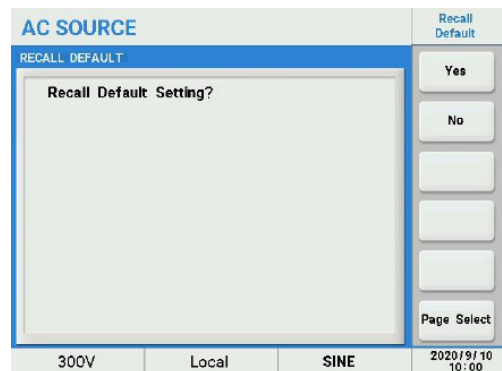 AC SOURCE
Recall
Default
RECALL DEFAULT
Recall Default Setting?
Yes
No
Page Select
300V
Local
SINE
2020/9/10
10:00